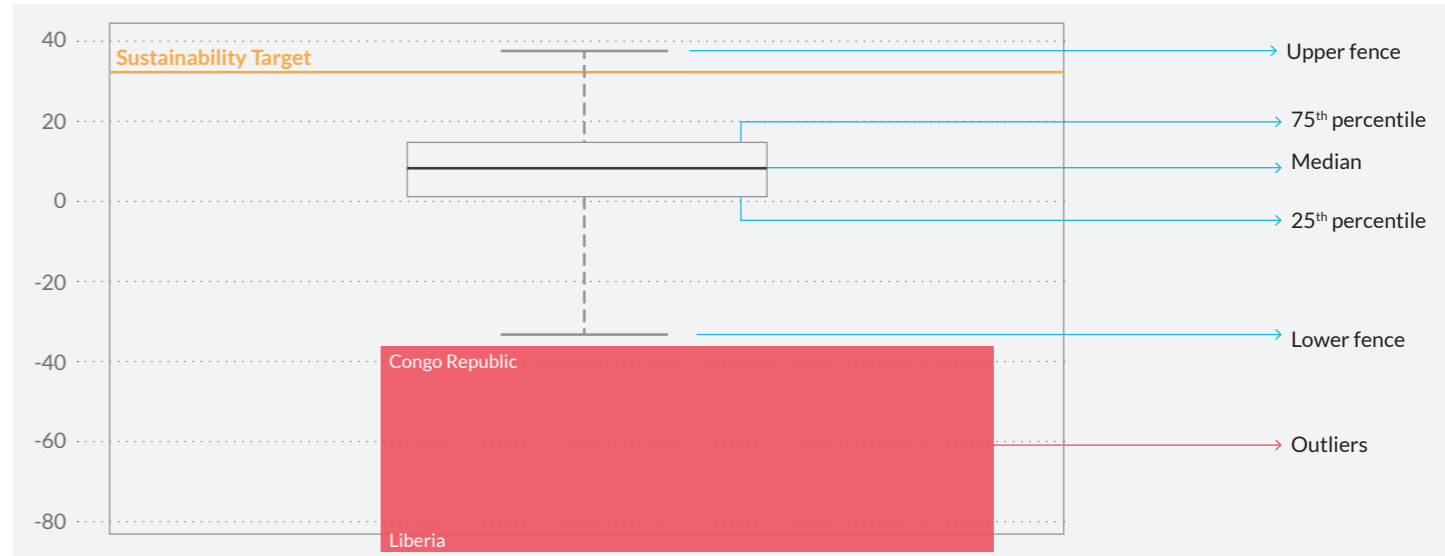 40
Sustainability Target
Upper fence
20
75th percentile
Median
0
25th percentile
-20
Lower fence
-40
Congo Republic
-60
Outliers
-80
Liberia